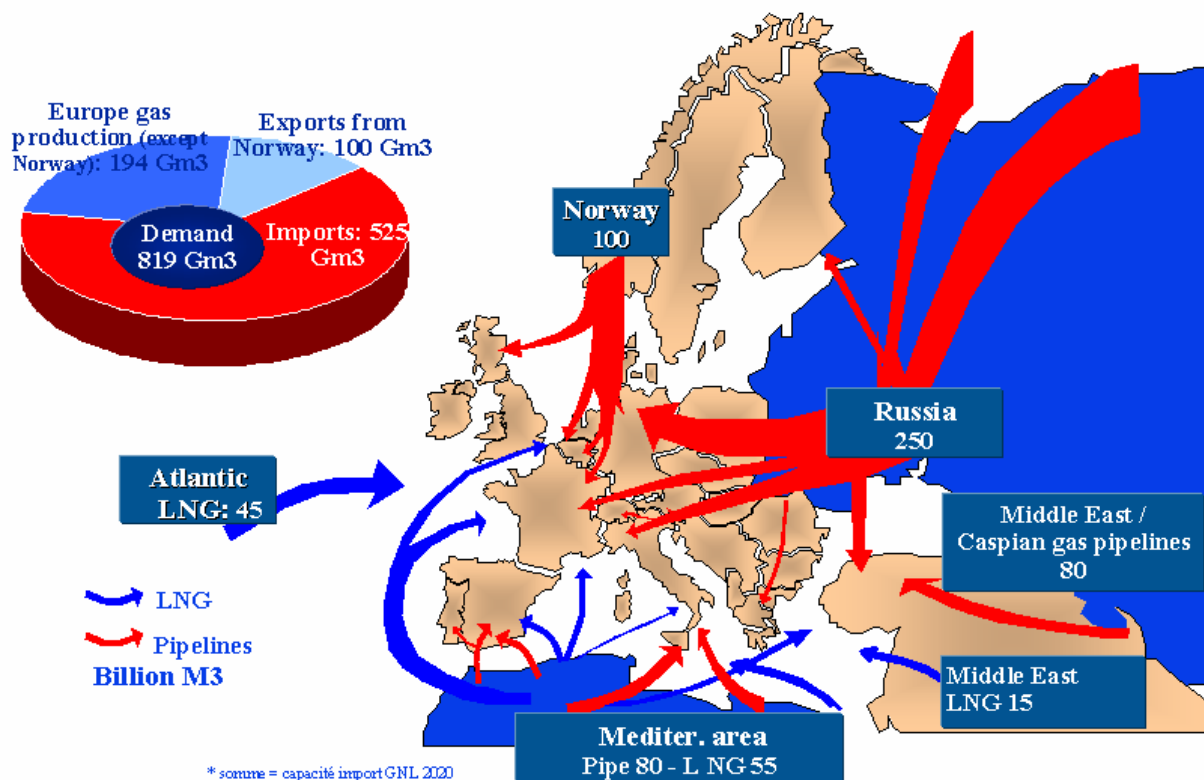 Europe gas
production (except
Norway): 194 Gm3
Exports from
Norway: 100 Gm3
Demand
819 Gm3
Imports: 525
Gm3
Norway
100
Russia
250
Atlantic
LNG: 45
Middle East /
Caspian gas pipelines
80
LNG
Pipelines
Billion M3
Middle East
LNG 15
Mediter. area
Pipe 80 - L NG 55
* somme = capacité import GNL 2020